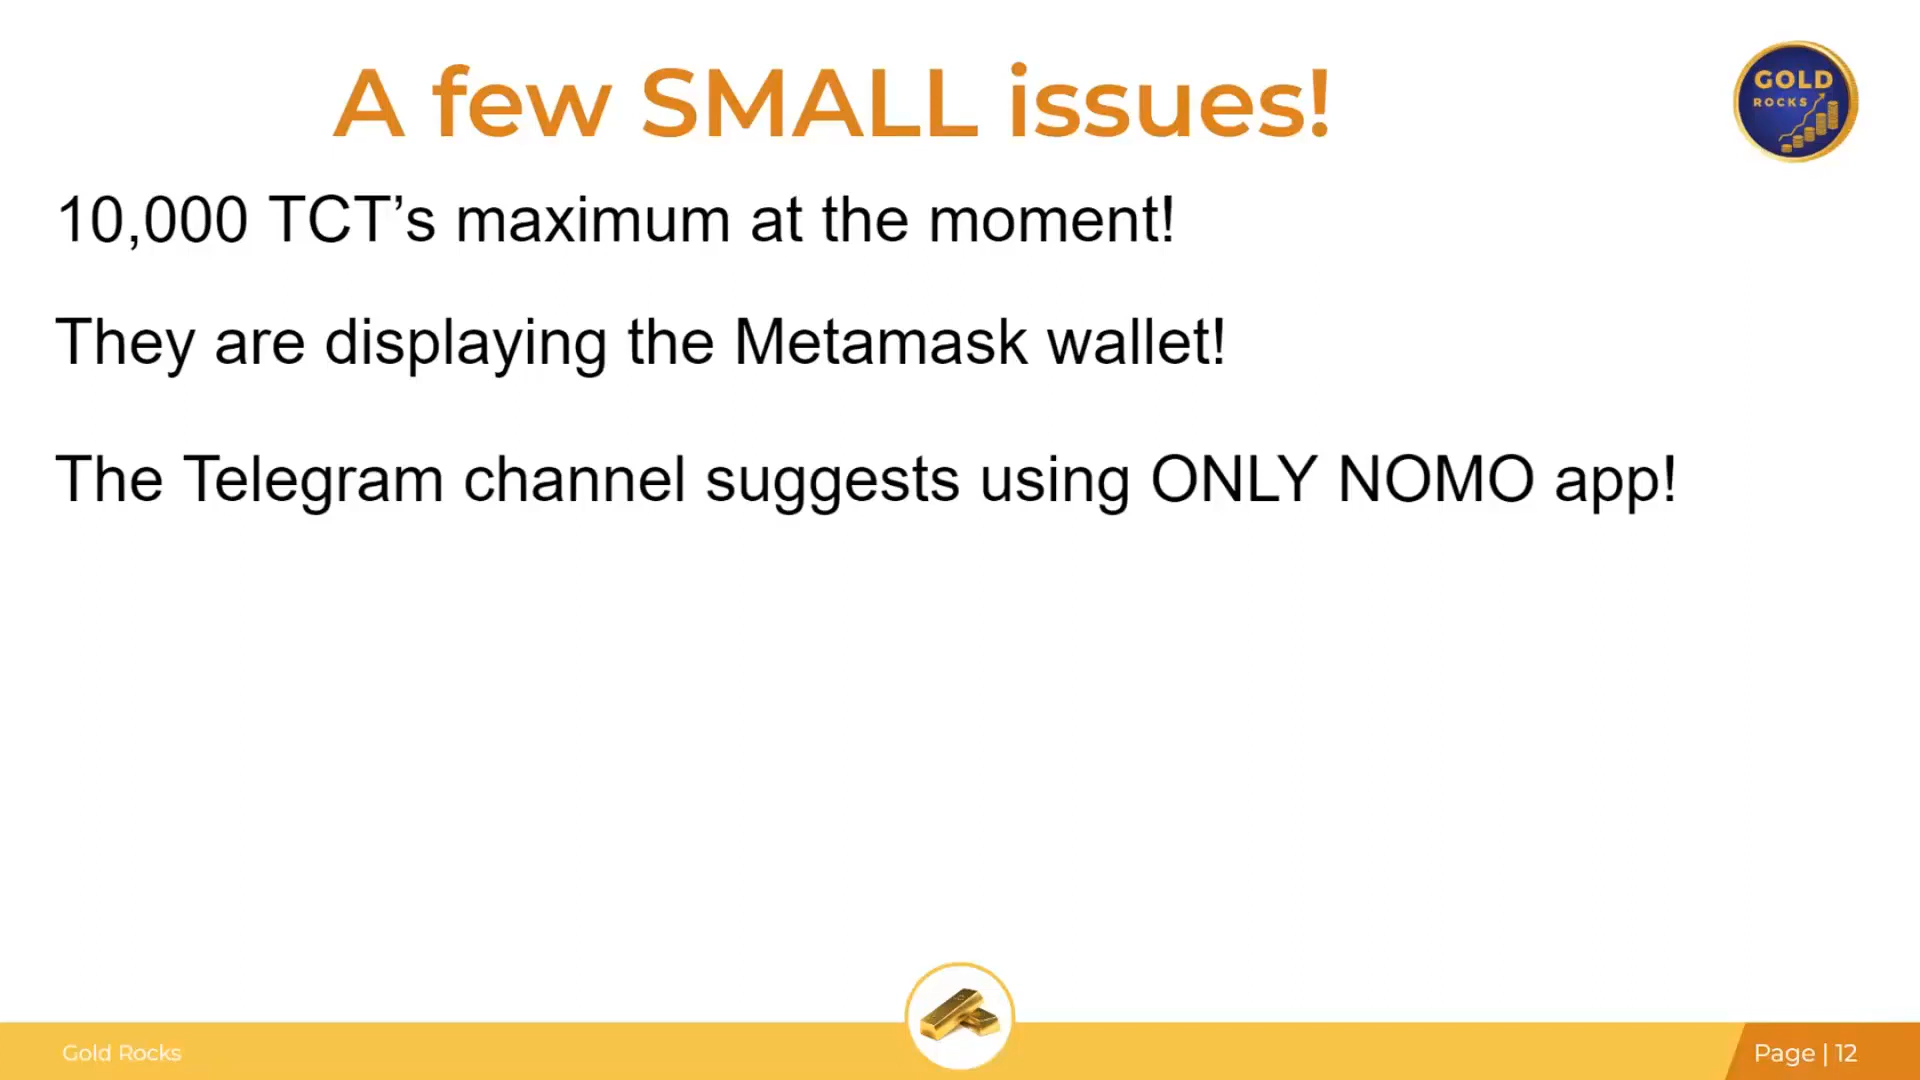 A few SMALL issues!
GOLD
ROCKS
10,000 TCT’s maximum at the moment!
They are displaying the Metamask wallet!
The Telegram channel suggests using ONLY NOMO app!
Gold Rocks
Page | 12